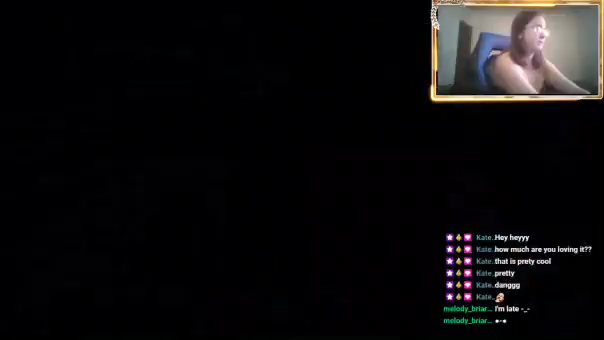 Kate..Hey heyyy
Kate..how much are you loving it??
Kate..that is prety cool
Kate..pretty
Kate..danggg
Kate..
melody_briar... I'm late -_-
melody_briar... •-•